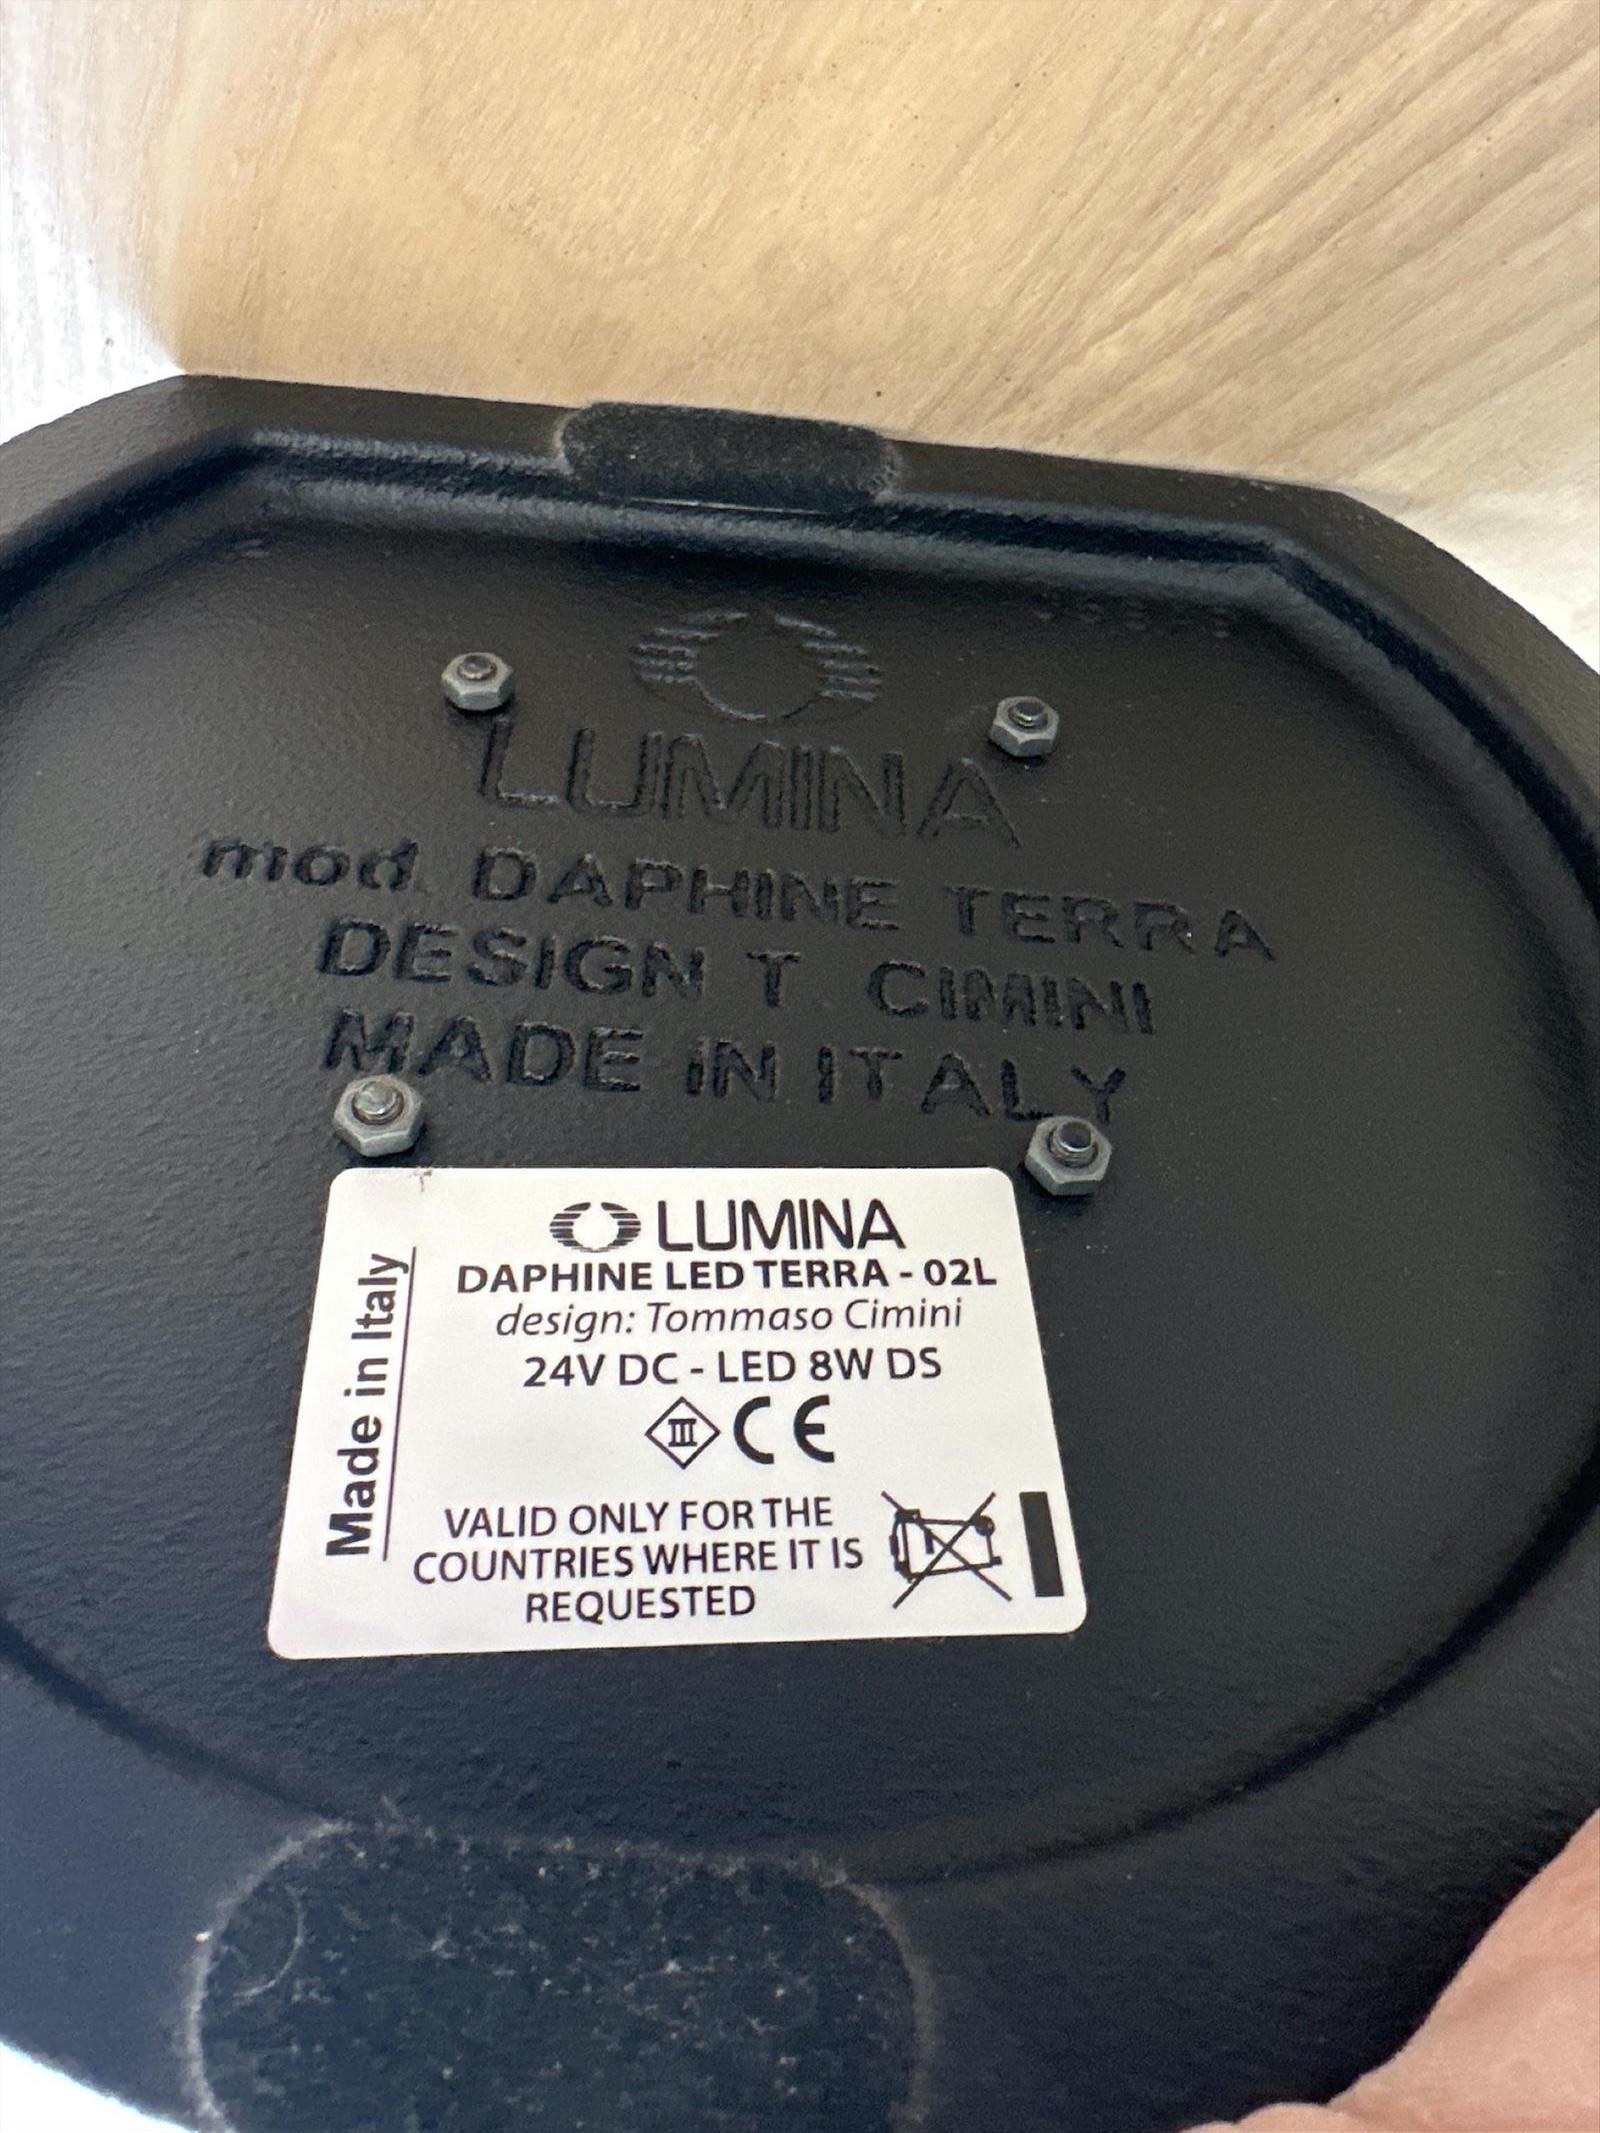 LUMINA
mod. DAPHINE TERRA
DESIGN T. CIMINI
MADE IN ITALY
Made in Italy
LUMINA
DAPHINE LED TERRA - 02L
design: Tommaso Cimini
24V DC - LED 8W DS
III CE
VALID ONLY FOR THE
COUNTRIES WHERE IT IS
REQUESTED